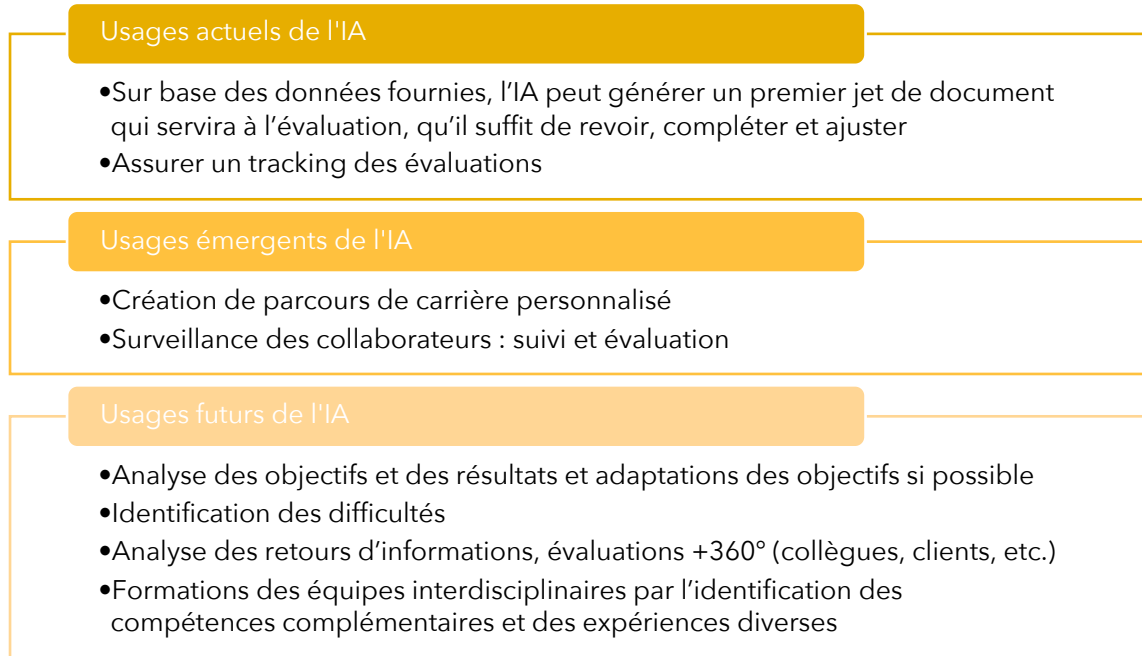 Usages actuels de l'IA
•Sur base des données fournies, l’IA peut générer un premier jet de document
qui servira à l’évaluation, qu’il suffit de revoir, compléter et ajuster
•Assurer un tracking des évaluations
Usages émergents de l'IA
•Création de parcours de carrière personnalisé
•Surveillance des collaborateurs : suivi et évaluation
Usages futurs de l'IA
•Analyse des objectifs et des résultats et adaptations des objectifs si possible
•Identification des difficultés
•Analyse des retours d’informations, évaluations +360° (collègues, clients, etc.)
•Formations des équipes interdisciplinaires par l’identification des
compétences complémentaires et des expériences diverses